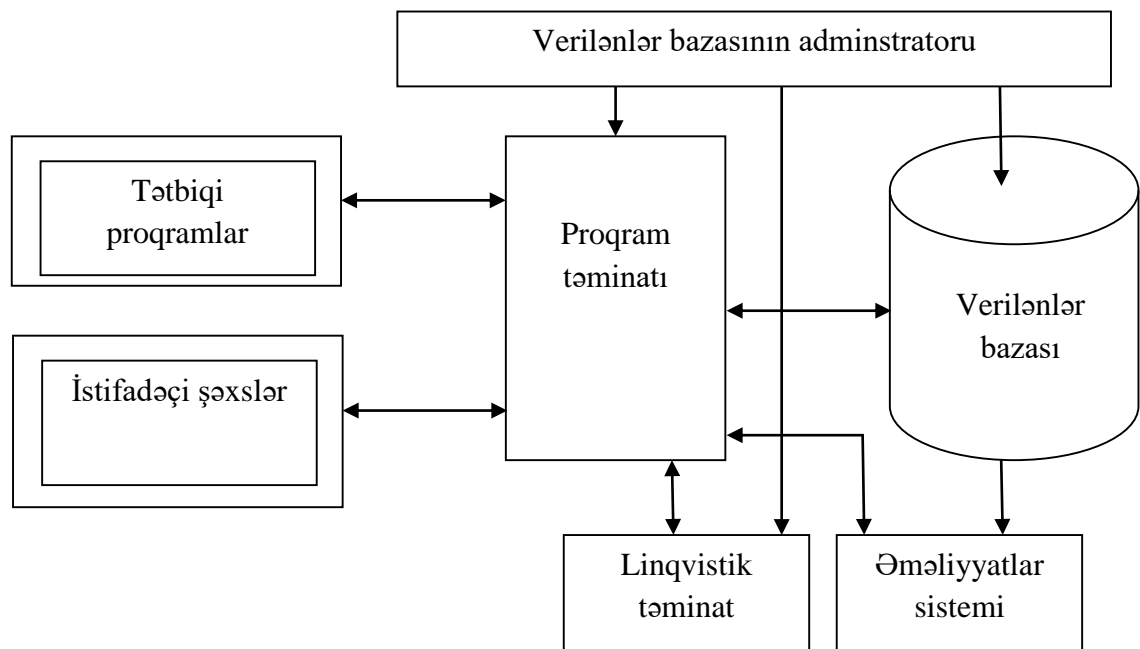 Verilənlər bazasının adminstratoru
Tətbiqi
proqramlar
Proqram
təminatı
Verilənlər
bazası
İstifadəçi şəxslər
Linqvistik
təminat
Əməliyyatlar
sistemi